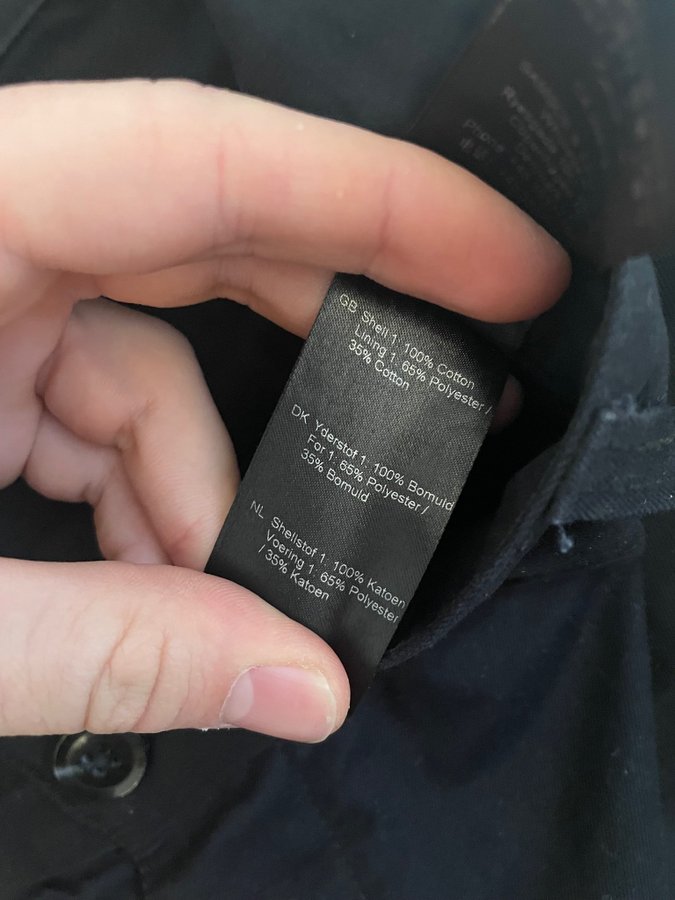 GB Shell 1. 100% Cotton
Lining 1. 65% Polyester /
35% Cotton
DK Yderstof 1. 100% Bomuld
For 1. 65% Polyester /
35% Bomuld
NL Shellstof 1. 100% Katoen
Voering 1. 65% Polyester
/ 35% Katoen